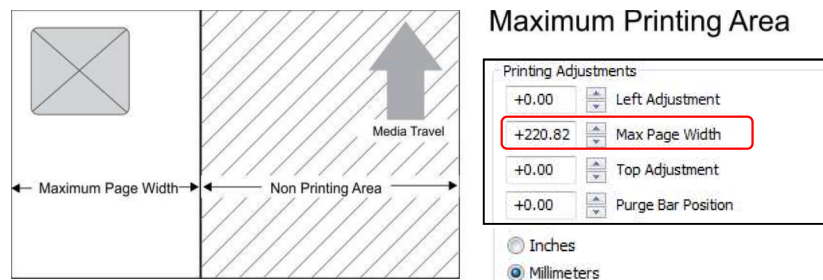 Maximum Printing Area
Media Travel
Maximum Page Width
Non Printing Area
Printing Adjustments
+0.00 Left Adjustment
+220.82 Max Page Width
+0.00 Top Adjustment
+0.00 Purge Bar Position
Inches
Millimeters